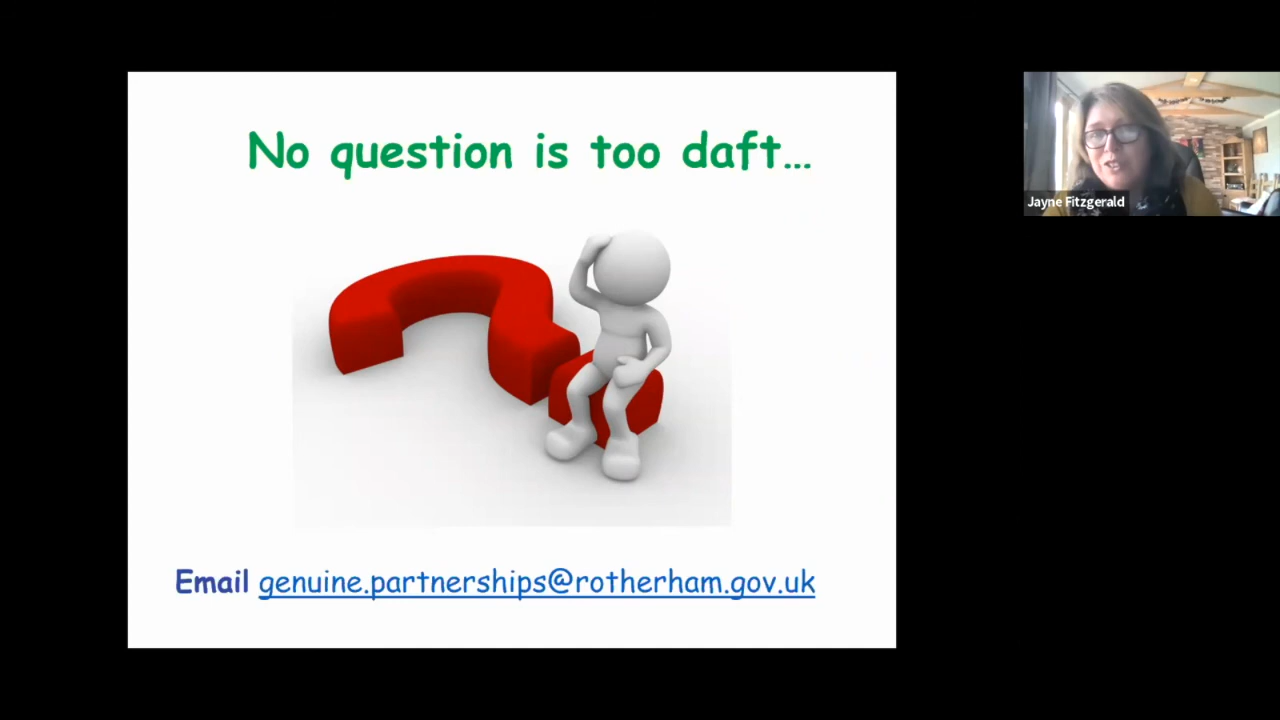 No question is too daft...
Jayne Fitzgerald
Email genuine.partnerships@rotherham.gov.uk